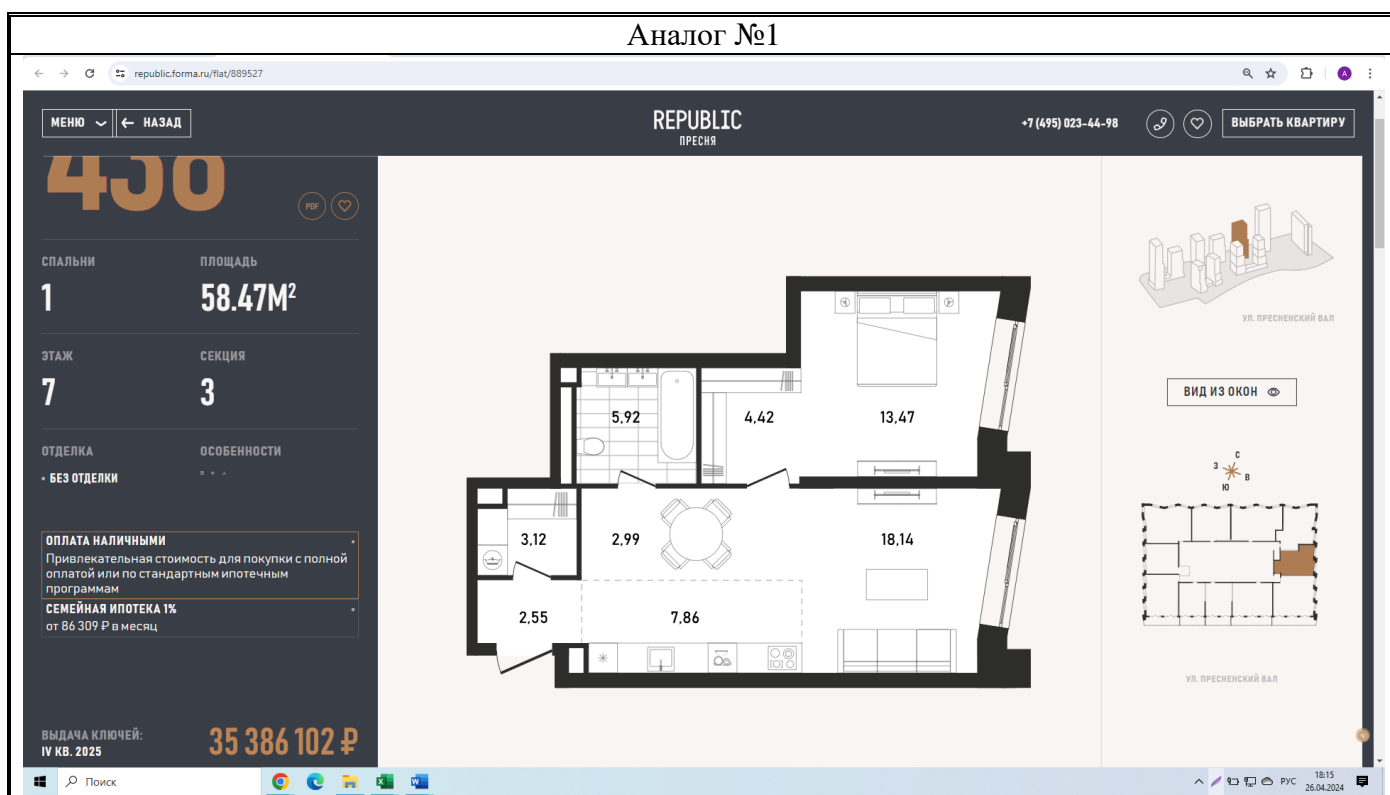 Аналог №1
republic.forma.ru/flat/889527
A
МЕНЮ
← НАЗАД
REPUBLIC
ПРЕСНЯ
+7 (495) 023-44-98
ВЫБРАТЬ КВАРТИРУ
PDF
СПАЛЬНИ
ПЛОЩАДЬ
1
58.47М²
ЭТАЖ
СЕКЦИЯ
7
3
ОТДЕЛКА
ОСОБЕННОСТИ
• БЕЗ ОТДЕЛКИ
ОПЛАТА НАЛИЧНЫМИ
Привлекательная стоимость для покупки с полной
оплатой или по стандартным ипотечным
программам
СЕМЕЙНАЯ ИПОТЕКА 1%
от 86 309 ₽ в месяц
ВЫДАЧА КЛЮЧЕЙ:
IV КВ. 2025
35 386 102 ₽
5,92
4,42
13,47
3,12
2,99
18,14
2,55
7,86
УЛ. ПРЕСНЕНСКИЙ ВАЛ
ВИД ИЗ ОКОН
С
З
В
Ю
УЛ. ПРЕСНЕНСКИЙ ВАЛ
Поиск
РУС
18:15
26.04.2024